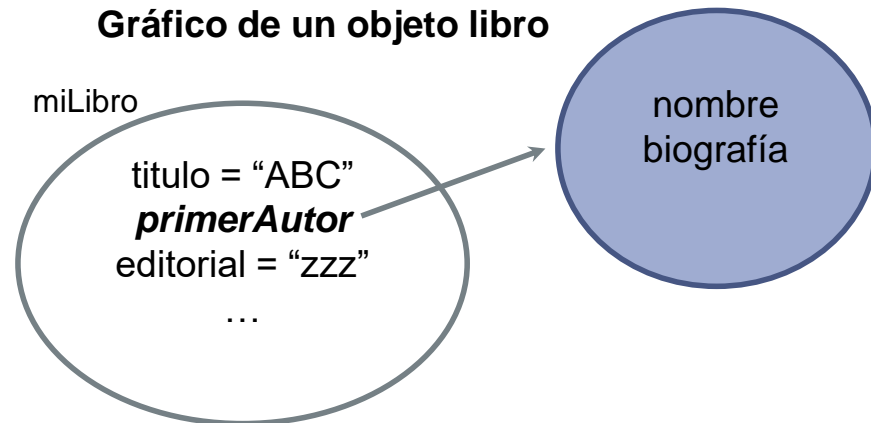 Gráfico de un objeto libro
miLibro
titulo = “ABC”
primerAutor
editorial = “zzz”
…
nombre
biografía